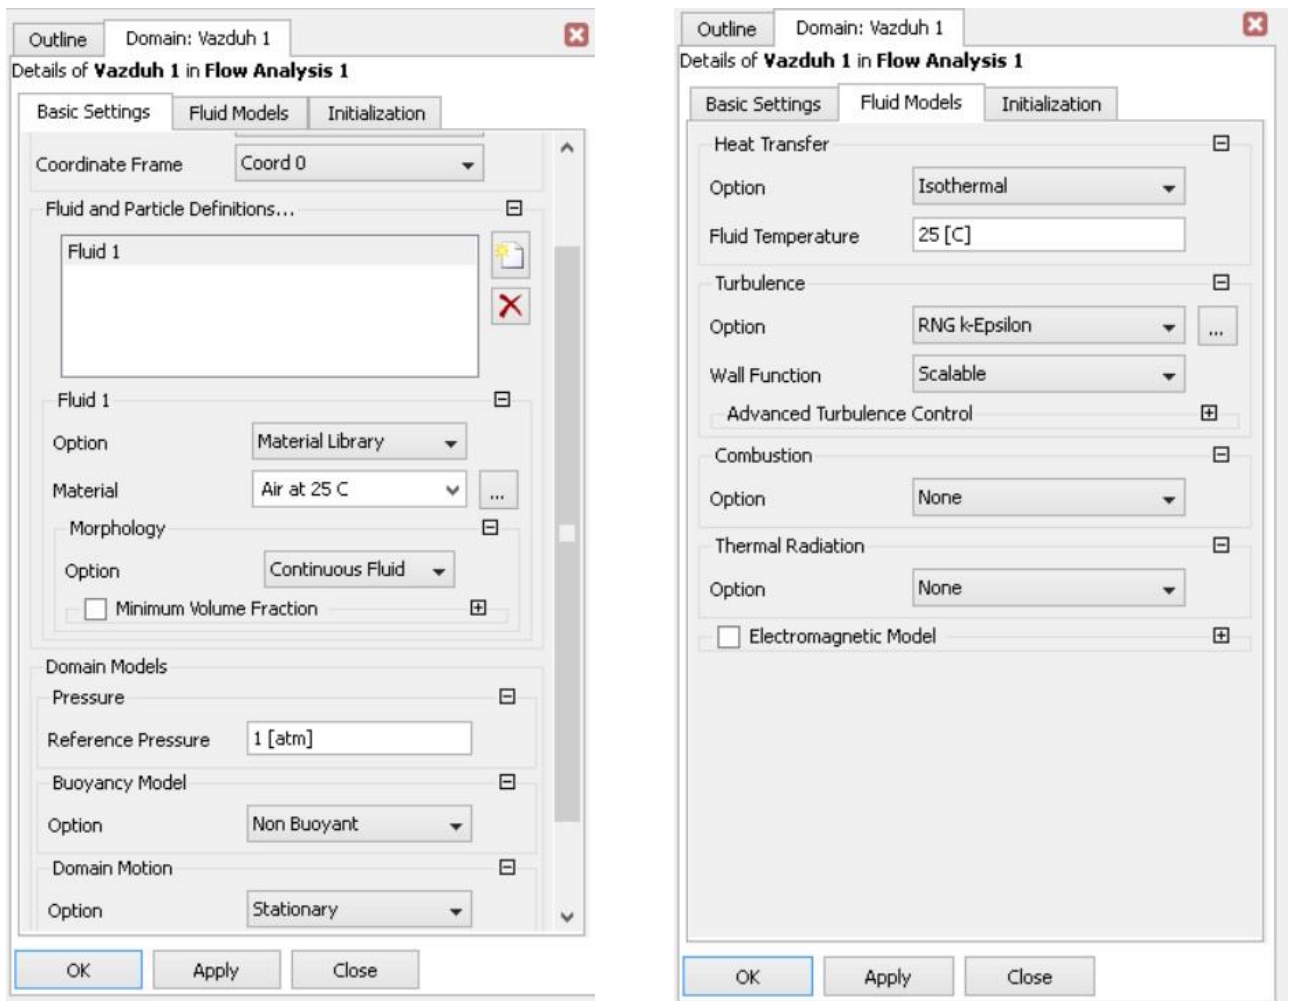 Outline Domain: Vazduh 1
Details of Vazduh 1 in Flow Analysis 1
Basic Settings Fluid Models Initialization
Coordinate Frame Coord 0
Fluid and Particle Definitions...
Fluid 1
Fluid 1
Option Material Library
Material Air at 25 C ...
Morphology
Option Continuous Fluid
Minimum Volume Fraction
Domain Models
Pressure
Reference Pressure 1 [atm]
Buoyancy Model
Option Non Buoyant
Domain Motion
Option Stationary
OK Apply Close
Outline Domain: Vazduh 1
Details of Vazduh 1 in Flow Analysis 1
Basic Settings Fluid Models Initialization
Heat Transfer
Option Isothermal
Fluid Temperature 25 [C]
Turbulence
Option RNG k-Epsilon ...
Wall Function Scalable
Advanced Turbulence Control
Combustion
Option None
Thermal Radiation
Option None
Electromagnetic Model
OK Apply Close